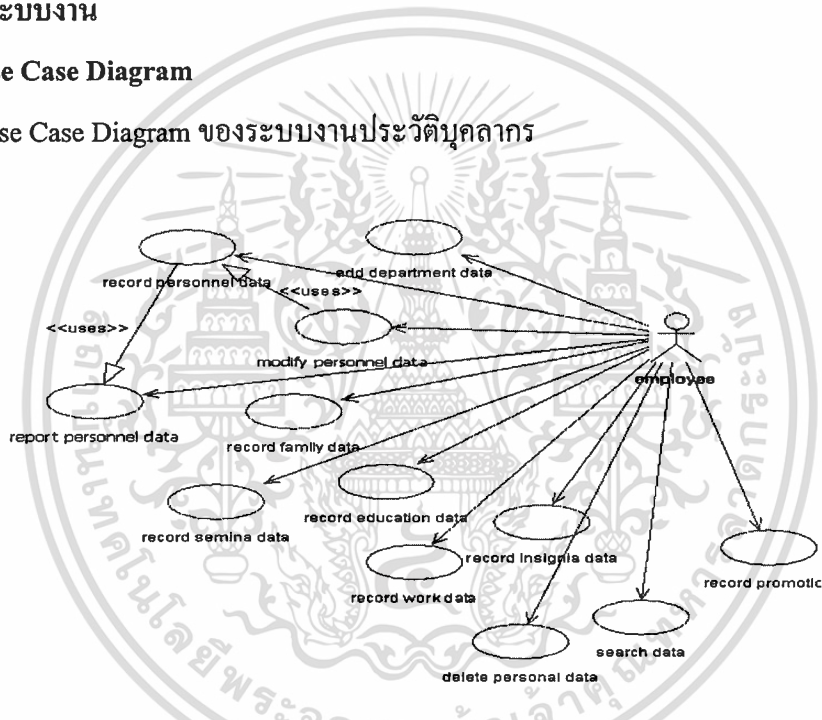 ะบบงาน
se Case Diagram
se Case Diagram ของระบบงานประวัติบุคลากร
add department data
record personnel data
<<uses>>
<<uses>>
modify personnel data
employee
report personnel data
record family data
record education data
record semina data
record insignia data
record promotic
record work data
search data
delete personal data